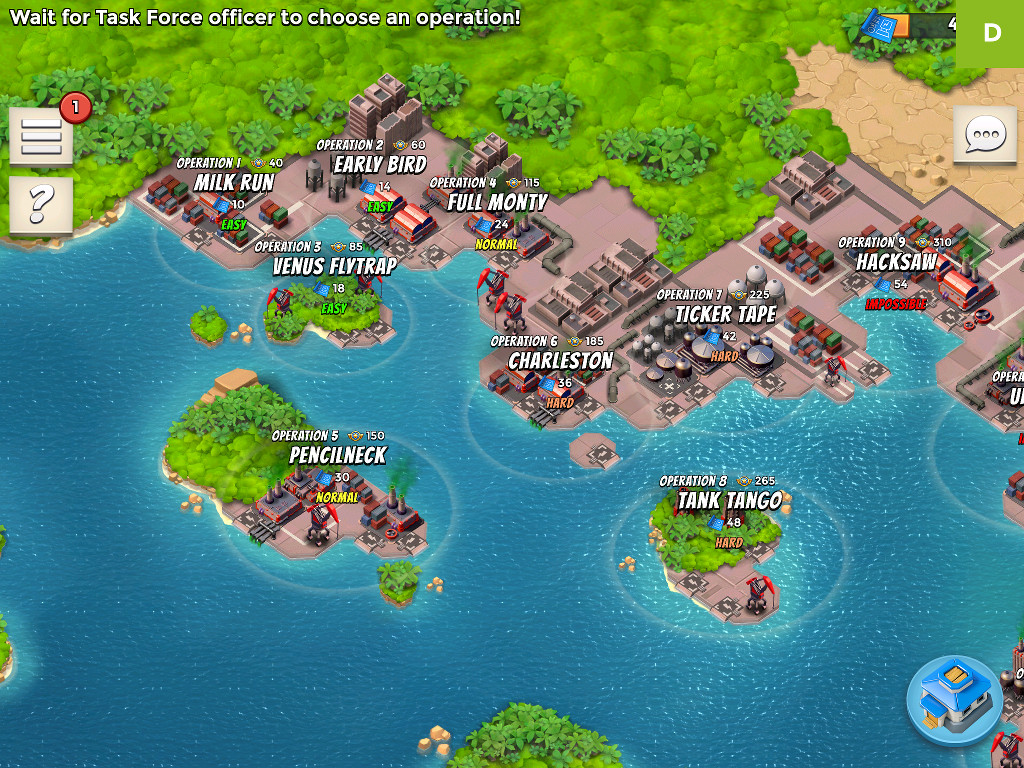 Wait for Task Force officer to choose an operation!
4
D
1
?
OPERATION 1 40
MILK RUN
10
EASY
OPERATION 2 60
EARLY BIRD
14
EASY
OPERATION 4 115
FULL MONTY
24
NORMAL
OPERATION 3 85
VENUS FLYTRAP
18
EASY
OPERATION 9 310
HACKSAW
54
IMPOSSIBLE
OPERATION 7 225
TICKER TAPE
42
HARD
OPERATION 6 185
CHARLESTON
36
HARD
OPERATION 5 150
PENCILNECK
30
NORMAL
OPERATION 8 265
TANK TANGO
48
HARD